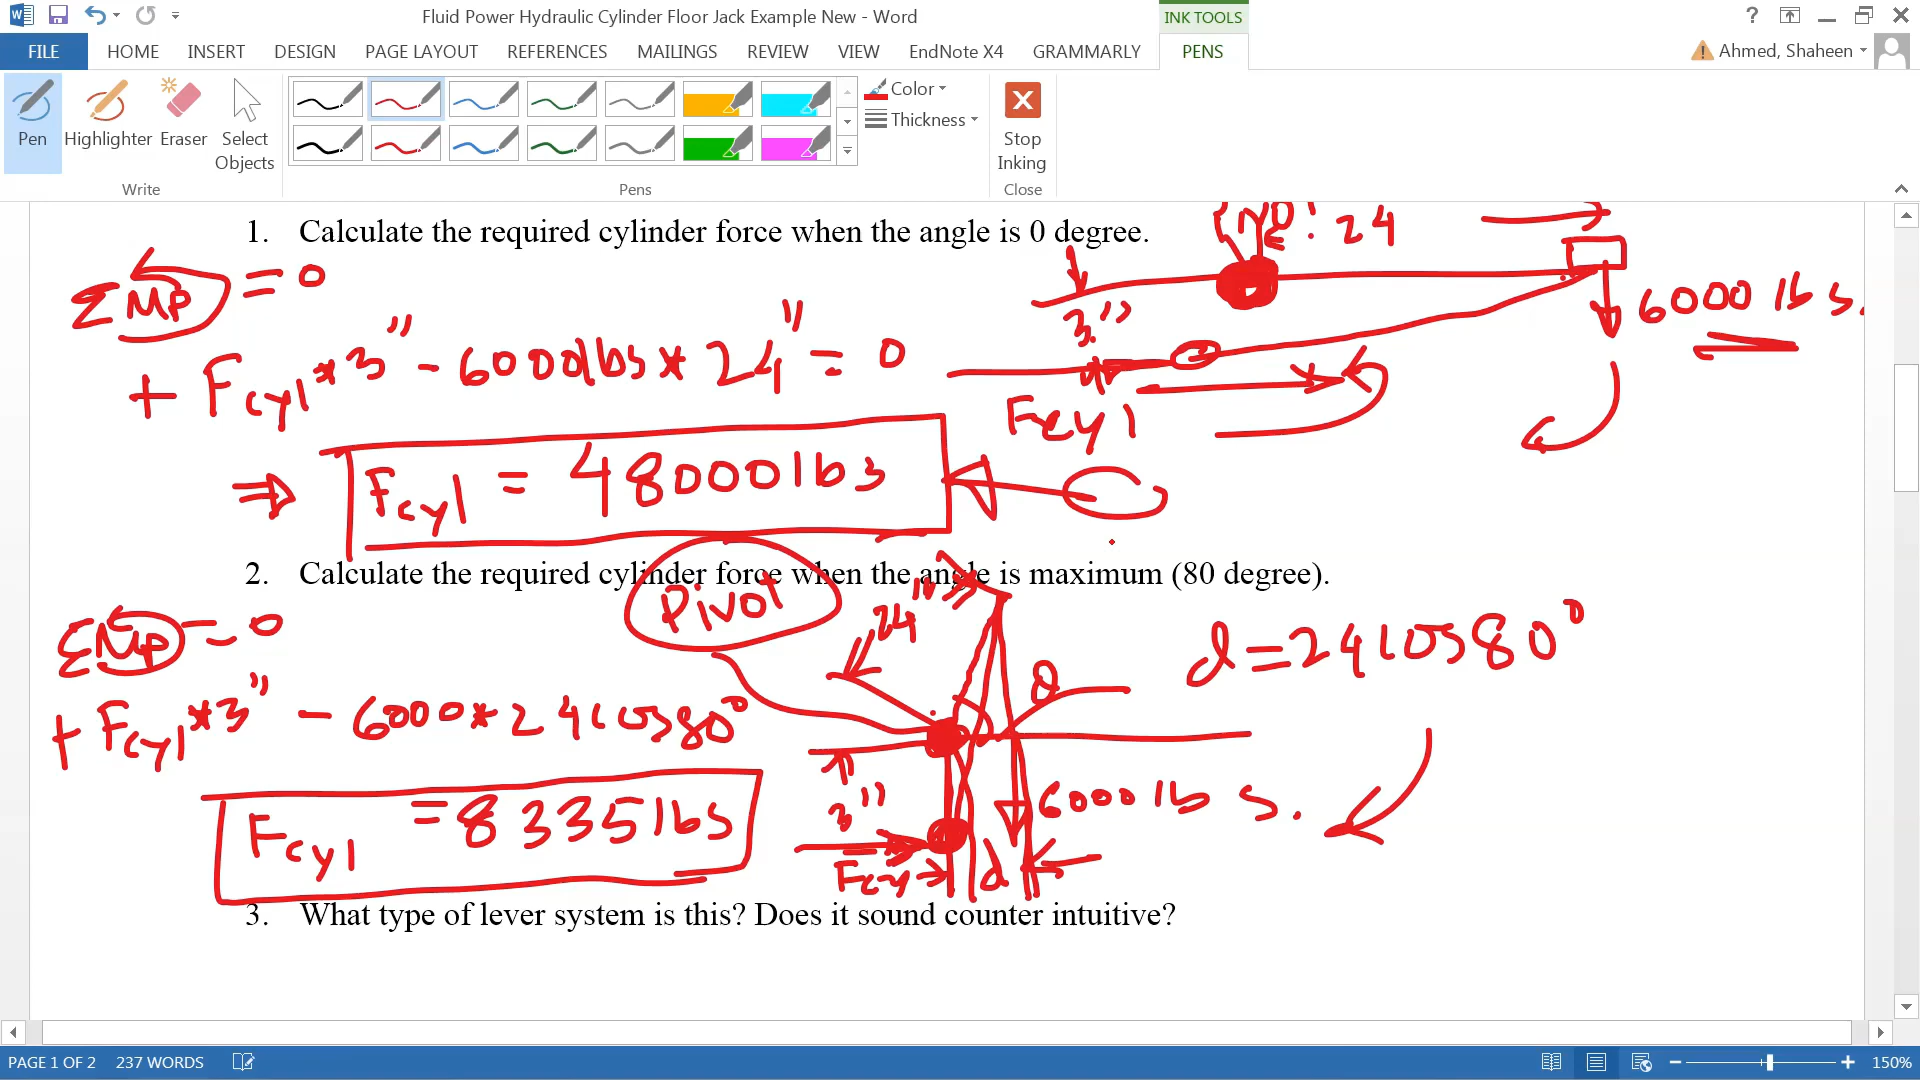 Fluid Power Hydraulic Cylinder Floor Jack Example New - Word
INK TOOLS
FILE HOME INSERT DESIGN PAGE LAYOUT REFERENCES MAILINGS REVIEW VIEW EndNote X4 GRAMMARLY PENS
Ahmed, Shaheen
Pen Highlighter Eraser Select Objects
Color
Thickness
Stop Inking
Write Pens Close
24
1. Calculate the required cylinder force when the angle is 0 degree.
ΣMP = 0
6000 lbs.
3"
+ Fcyl * 3" - 6000lbs * 24" = 0
Fcyl
⇒ Fcyl = 48000lbs
2. Calculate the required cylinder force when the angle is maximum (80 degree).
Pivot
24"
ΣMP = 0
d = 24 cos 80°
θ
+ Fcyl * 3" - 6000 * 24 cos 80°
3"
6000 lbs.
Fcyl = 8335 lbs
Fcy
d
3. What type of lever system is this? Does it sound counter intuitive?
PAGE 1 OF 2 237 WORDS
150%